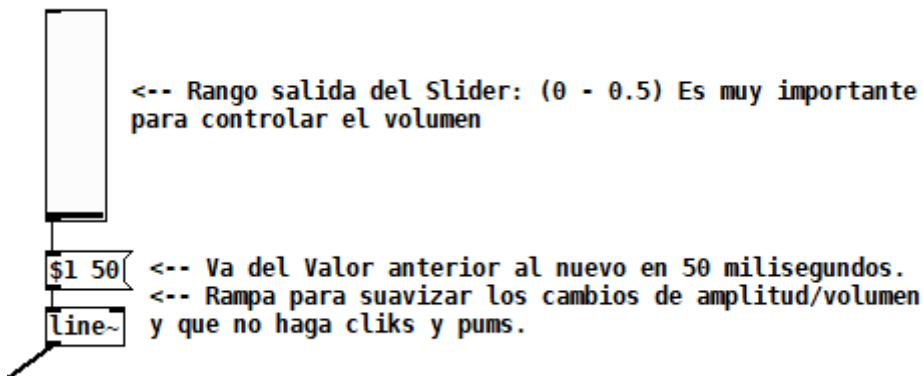 <-- Rango salida del Slider: (0 - 0.5) Es muy importante
para controlar el volumen
$1 50
<-- Va del Valor anterior al nuevo en 50 milisegundos.
<-- Rampa para suavizar los cambios de amplitud/volumen
line~
y que no haga cliks y pums.